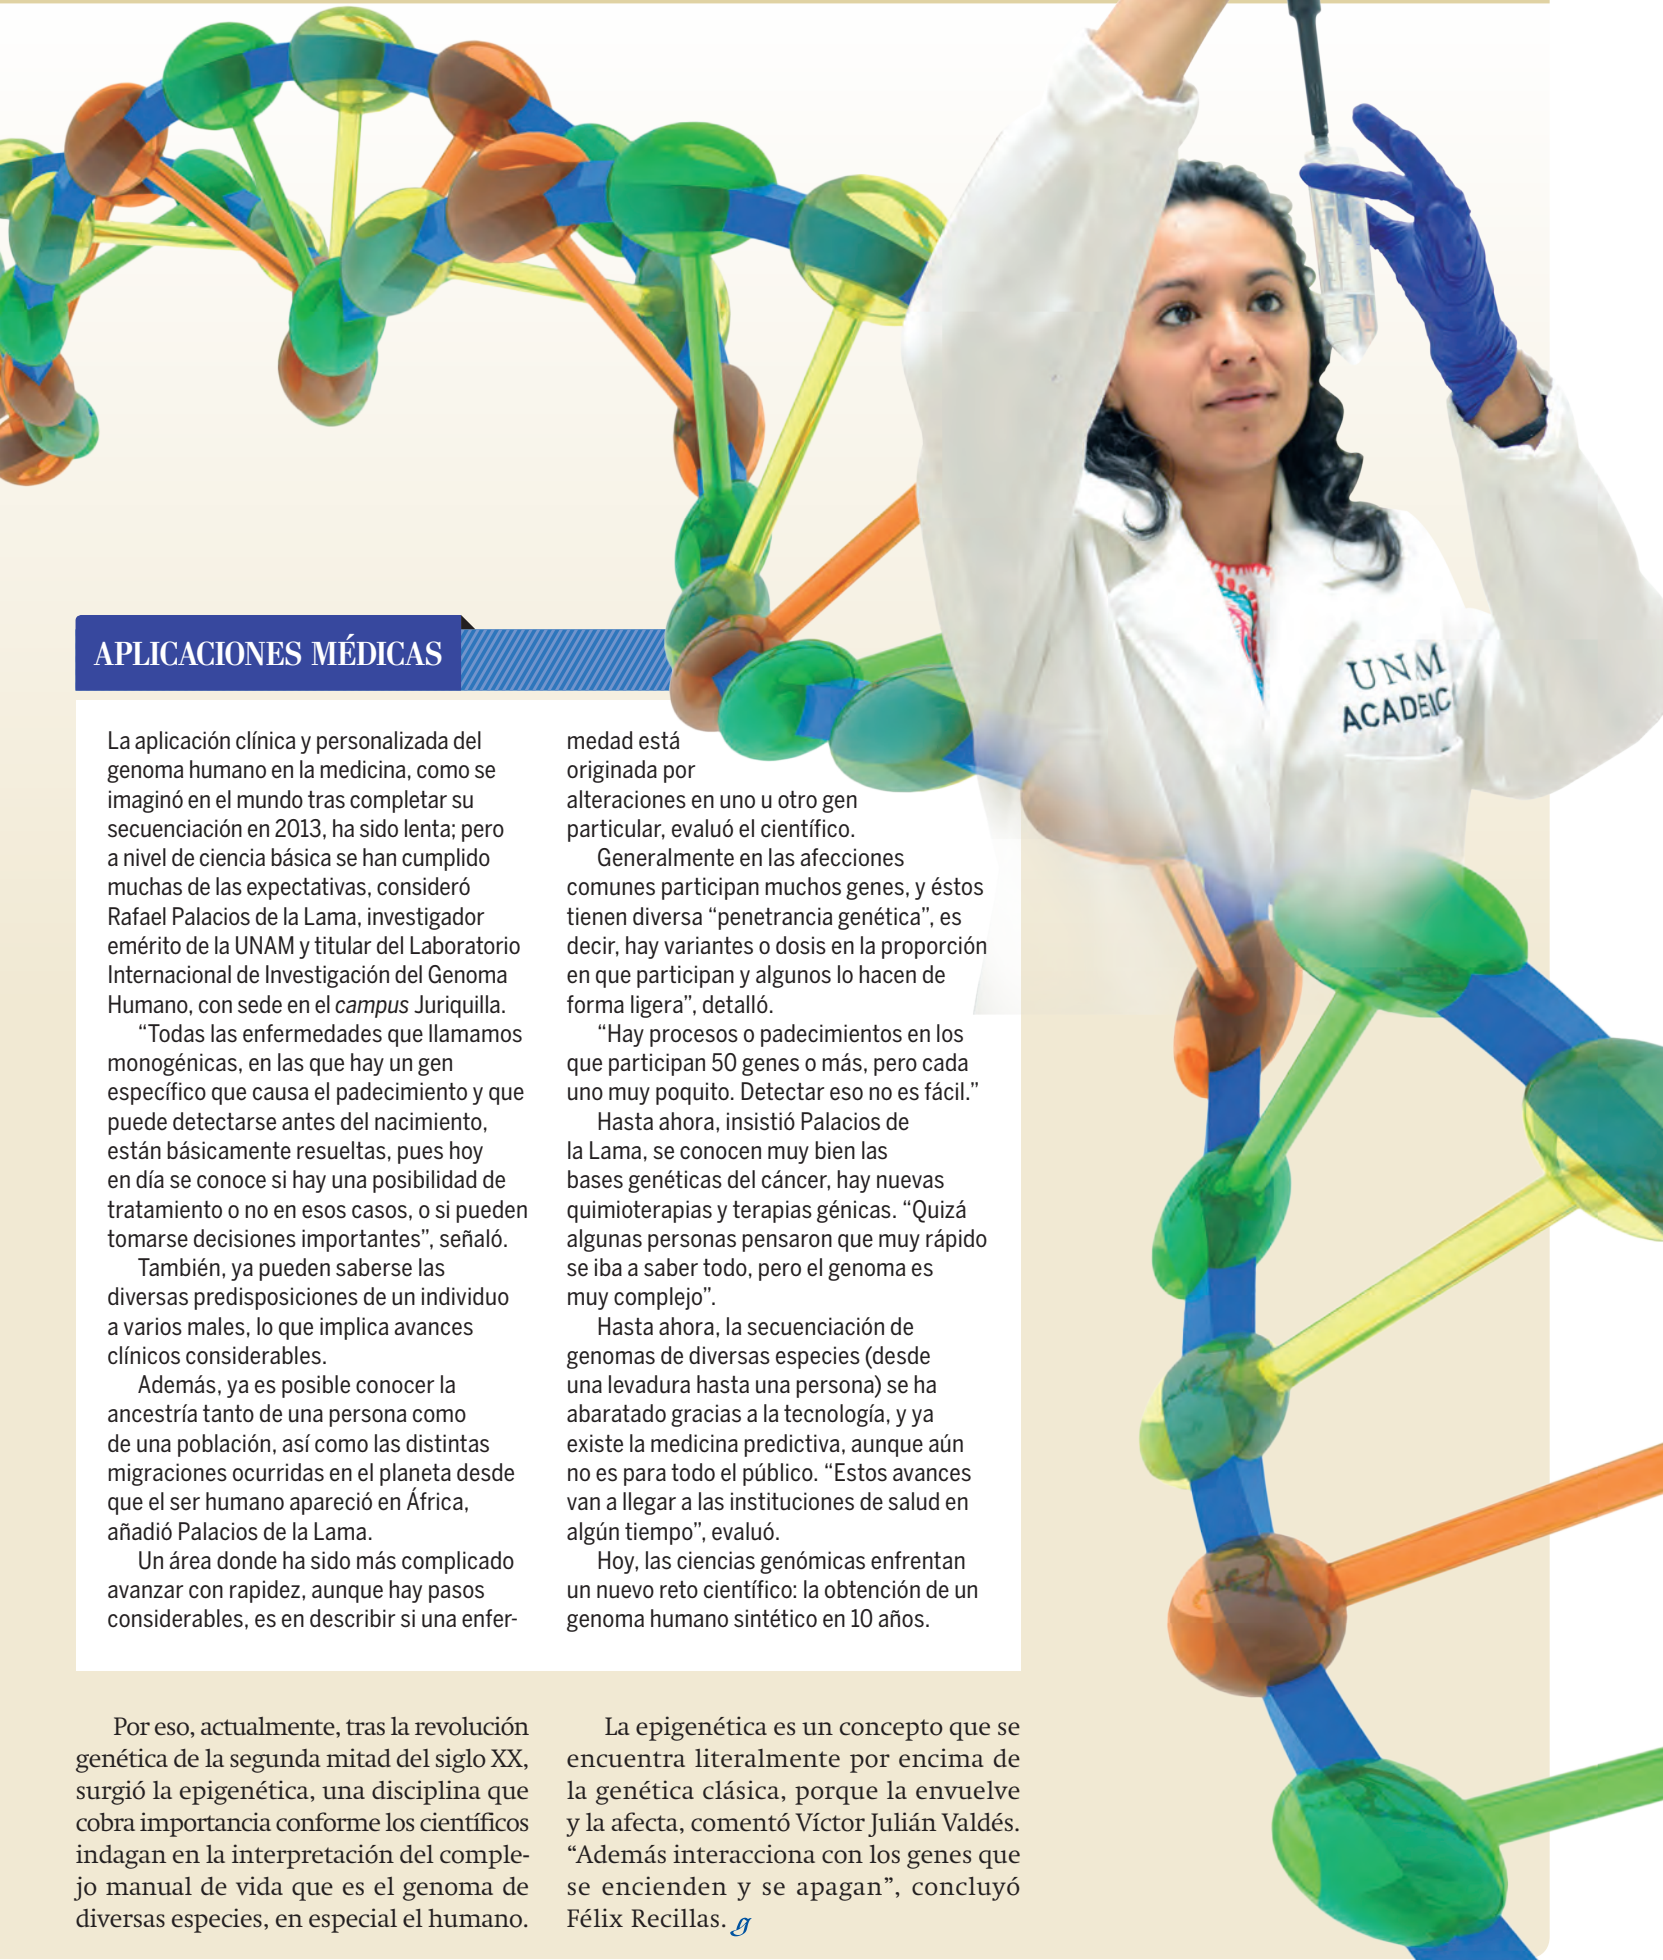 UNAM
ACADEMIC
APLICACIONES MÉDICAS
La aplicación clínica y personalizada del
genoma humano en la medicina, como se
imaginó en el mundo tras completar su
secuenciación en 2013, ha sido lenta; pero
a nivel de ciencia básica se han cumplido
muchas de las expectativas, consideró
Rafael Palacios de la Lama, investigador
emérito de la UNAM y titular del Laboratorio
Internacional de Investigación del Genoma
Humano, con sede en el campus Juriquilla.
“Todas las enfermedades que llamamos
monogénicas, en las que hay un gen
específico que causa el padecimiento y que
puede detectarse antes del nacimiento,
están básicamente resueltas, pues hoy
en día se conoce si hay una posibilidad de
tratamiento o no en esos casos, o si pueden
tomarse decisiones importantes”, señaló.
También, ya pueden saberse las
diversas predisposiciones de un individuo
a varios males, lo que implica avances
clínicos considerables.
Además, ya es posible conocer la
ancestría tanto de una persona como
de una población, así como las distintas
migraciones ocurridas en el planeta desde
que el ser humano apareció en África,
añadió Palacios de la Lama.
Un área donde ha sido más complicado
avanzar con rapidez, aunque hay pasos
considerables, es en describir si una enfer-
medad está
originada por
alteraciones en uno u otro gen
particular, evaluó el científico.
Generalmente en las afecciones
comunes participan muchos genes, y éstos
tienen diversa “penetrancia genética”, es
decir, hay variantes o dosis en la proporción
en que participan y algunos lo hacen de
forma ligera”, detalló.
“Hay procesos o padecimientos en los
que participan 50 genes o más, pero cada
uno muy poquito. Detectar eso no es fácil.”
Hasta ahora, insistió Palacios de
la Lama, se conocen muy bien las
bases genéticas del cáncer, hay nuevas
quimioterapias y terapias génicas. “Quizá
algunas personas pensaron que muy rápido
se iba a saber todo, pero el genoma es
muy complejo”.
Hasta ahora, la secuenciación de
genomas de diversas especies (desde
una levadura hasta una persona) se ha
abaratado gracias a la tecnología, y ya
existe la medicina predictiva, aunque aún
no es para todo el público. “Estos avances
van a llegar a las instituciones de salud en
algún tiempo”, evaluó.
Hoy, las ciencias genómicas enfrentan
un nuevo reto científico: la obtención de un
genoma humano sintético en 10 años.
Por eso, actualmente, tras la revolución
genética de la segunda mitad del siglo XX,
surgió la epigenética, una disciplina que
cobra importancia conforme los científicos
indagan en la interpretación del comple-
jo manual de vida que es el genoma de
diversas especies, en especial el humano.
La epigenética es un concepto que se
encuentra literalmente por encima de
la genética clásica, porque la envuelve
y la afecta, comentó Víctor Julián Valdés.
“Además interacciona con los genes que
se encienden y se apagan”, concluyó
Félix Recillas. g